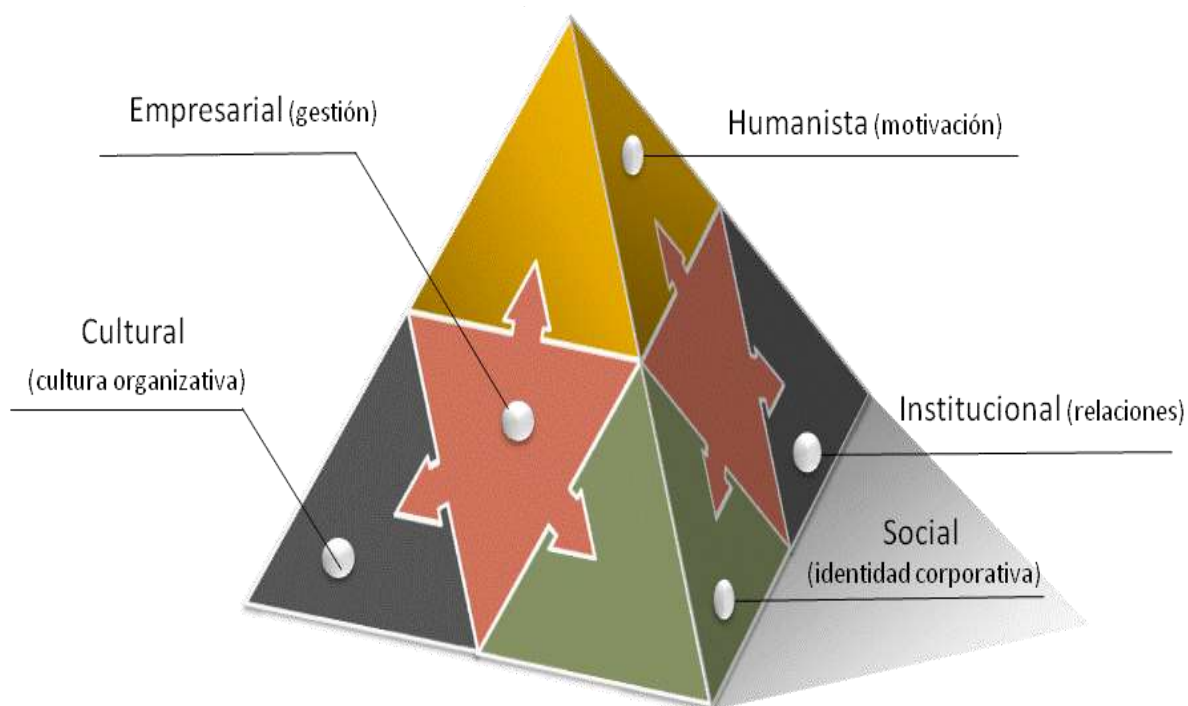 Empresarial (gestión)
Humanista (motivación)
Cultural
(cultura organizativa)
Institucional (relaciones)
Social
(identidad corporativa)